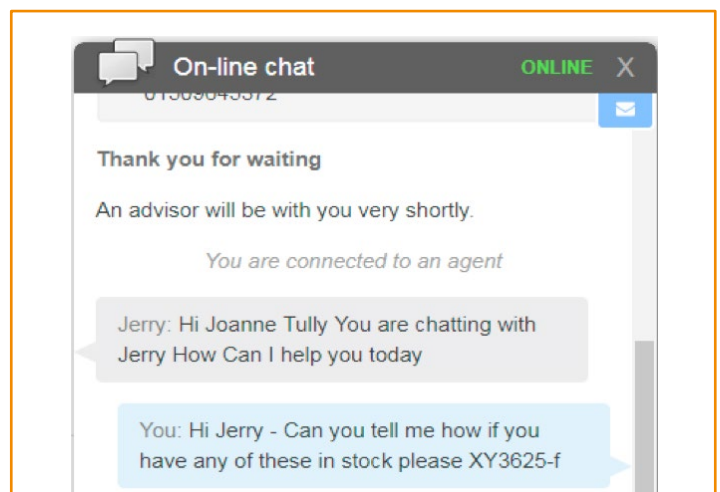 On-line chat ONLINE X
Thank you for waiting
An advisor will be with you very shortly.
You are connected to an agent
Jerry: Hi Joanne Tully You are chatting with
Jerry How Can I help you today
You: Hi Jerry - Can you tell me how if you
have any of these in stock please XY3625-f